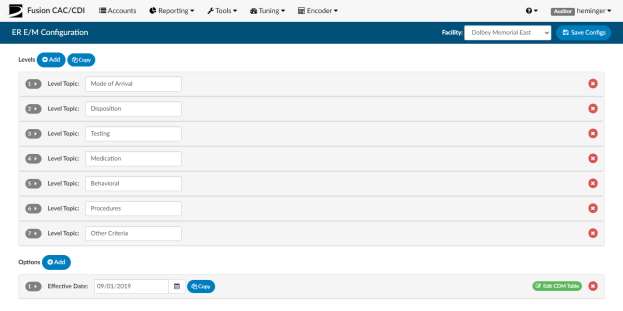 Fusion CAC/CDI Accounts Reporting Tools Tuning Encoder Auditor heminger
ER E/M Configuration Facility: Dolbey Memorial East Save Configs
Levels Add Copy
1 Level Topic: Mode of Arrival
2 Level Topic: Disposition
3 Level Topic: Testing
4 Level Topic: Medication
5 Level Topic: Behavioral
6 Level Topic: Procedures
7 Level Topic: Other Criteria
Options Add
1 Effective Date: 09/01/2019 Copy Edit CDM Table